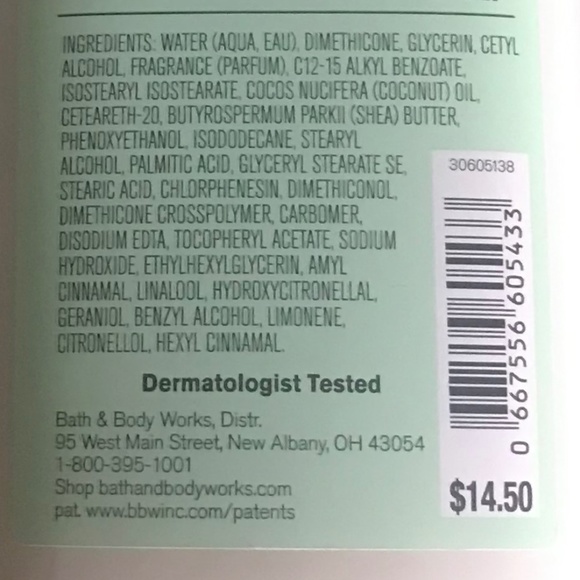 INGREDIENTS: WATER (AQUA, EAU), DIMETHICONE, GLYCERIN, CETYL
ALCOHOL, FRAGRANCE (PARFUM), C12-15 ALKYL BENZOATE,
ISOSTEARYL ISOSTEARATE, COCOS NUCIFERA (COCONUT) OIL,
CETEARETH-20, BUTYROSPERMUM PARKII (SHEA) BUTTER,
PHENOXYETHANOL, ISODODECANE, STEARYL
ALCOHOL, PALMITIC ACID, GLYCERYL STEARATE SE,
STEARIC ACID, CHLORPHENESIN, DIMETHICONOL,
DIMETHICONE CROSSPOLYMER, CARBOMER,
DISODIUM EDTA, TOCOPHERYL ACETATE, SODIUM
HYDROXIDE, ETHYLHEXYLGLYCERIN, AMYL
CINNAMAL, LINALOOL, HYDROXYCITRONELLAL,
GERANIOL, BENZYL ALCOHOL, LIMONENE,
CITRONELLOL, HEXYL CINNAMAL.
Dermatologist Tested
Bath & Body Works, Distr.
95 West Main Street, New Albany, OH 43054
1-800-395-1001
Shop bathandbodyworks.com
pat. www.bbwinc.com/patents
30605138
0 667556 605433
$14.50